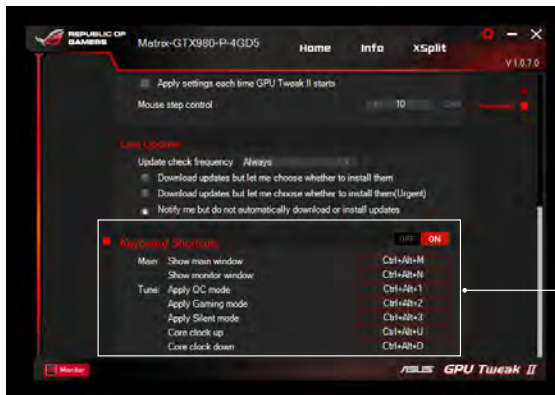 REPUBLIC OF
GAMERS
Matrix-GTX980-P-4GD5
Home Info XSplit
V1.0.7.0
Apply settings each time GPU Tweak II starts
Mouse step control 10
Live Update
Update check frequency Always
Download updates but let me choose whether to install them
Download updates but let me choose whether to install them(Urgent)
Notify me but do not automatically download or install updates
Keyboard Shortcuts OFF ON
Main: Show main window Ctrl+Alt+M
Show monitor window Ctrl+Alt+N
Tune: Apply OC mode Ctrl+Alt+1
Apply Gaming mode Ctrl+Alt+2
Apply Silent mode Ctrl+Alt+3
Core clock up Ctrl+Alt+U
Core clock down Ctrl+Alt+D
Monitor
ASUS GPU Tweak II